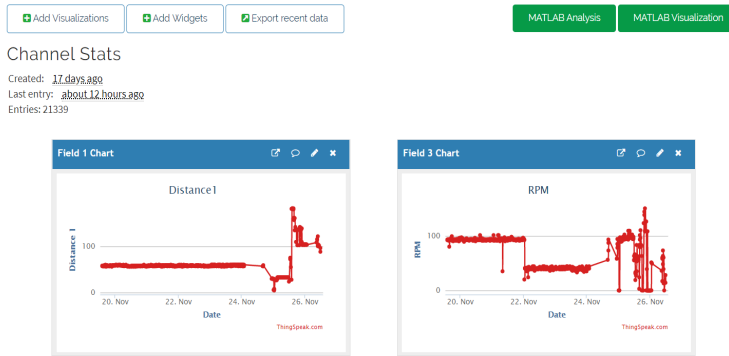 Add Visualizations Add Widgets Export recent data MATLAB Analysis MATLAB Visualization
Channel Stats
Created: 17 days ago
Last entry: about 12 hours ago
Entries: 21339
Field 1 Chart
Distance1
Distance 1
100
0
20. Nov 22. Nov 24. Nov 26. Nov
Date
ThingSpeak.com
Field 3 Chart
RPM
RPM
100
0
20. Nov 22. Nov 24. Nov 26. Nov
Date
ThingSpeak.com